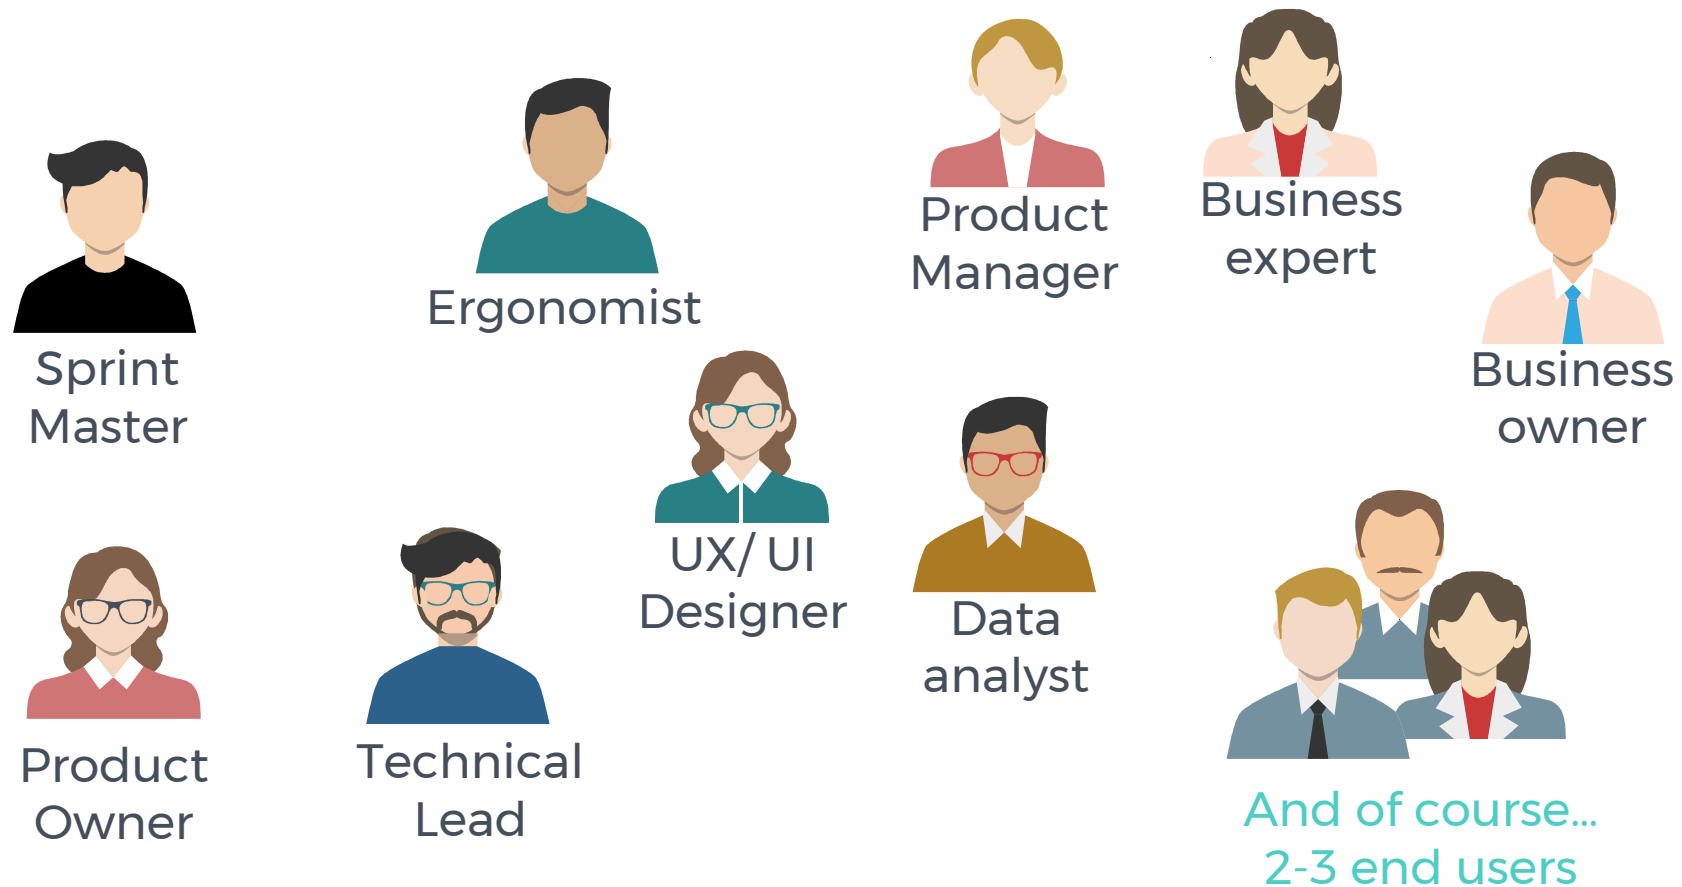 Sprint
Master
Ergonomist
Product
Manager
Business
expert
Business
owner
Product
Owner
Technical
Lead
UX/ UI
Designer
Data
analyst
And of course...
2-3 end users